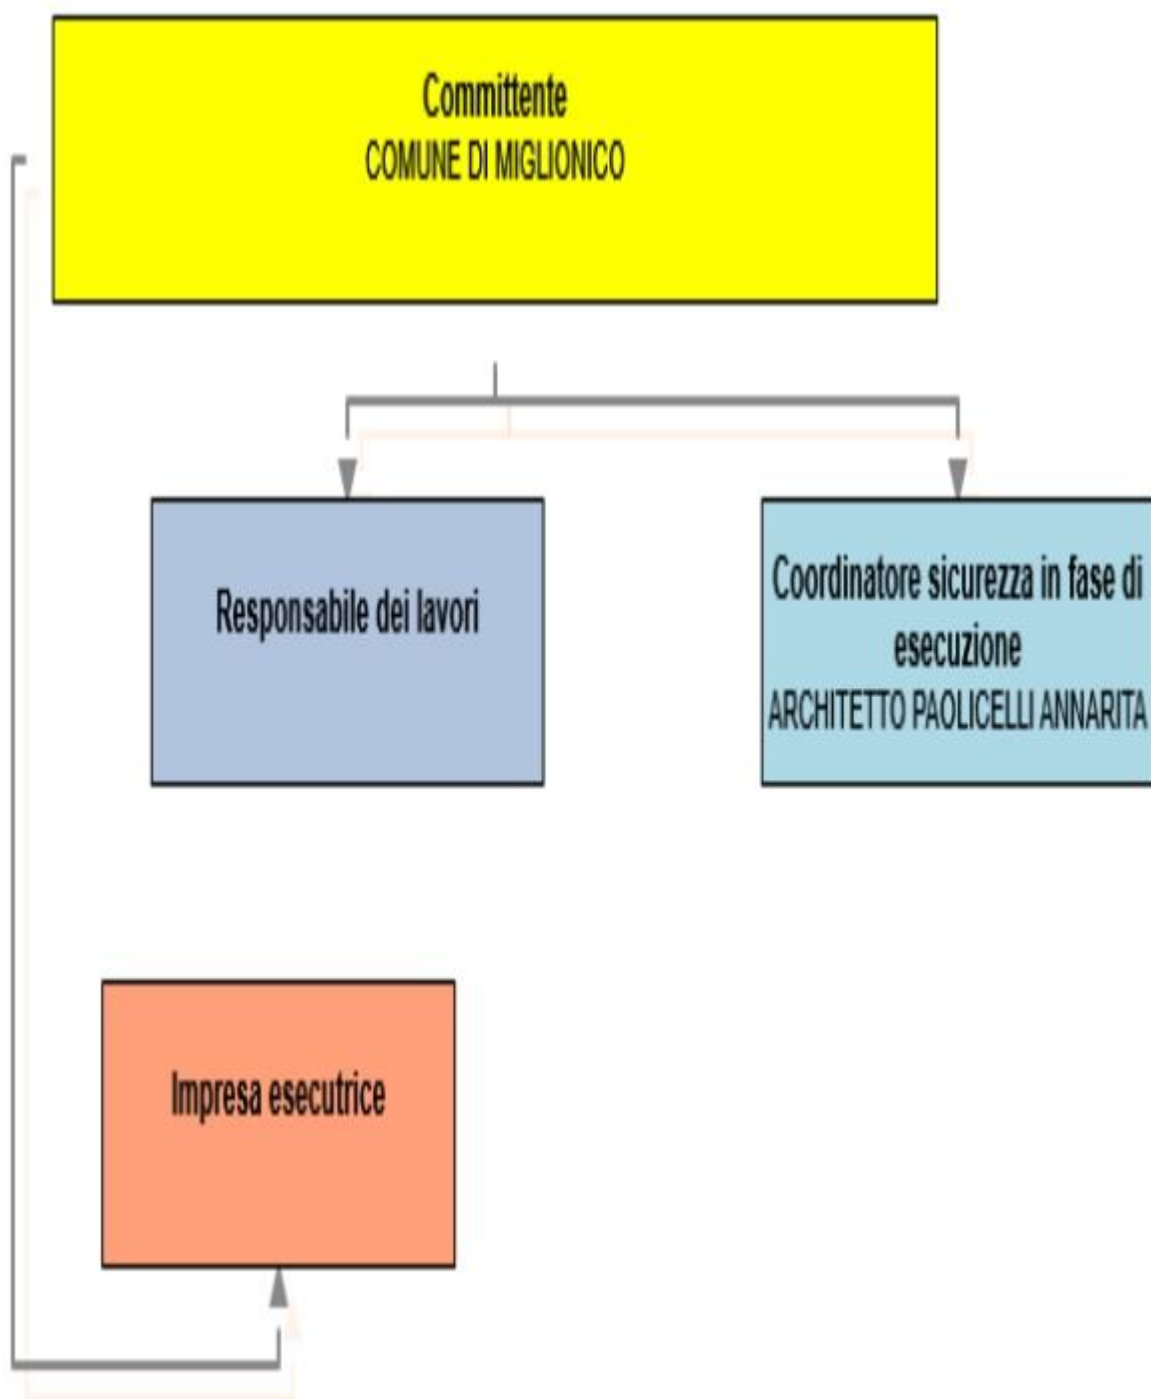 Committente
COMUNE DI MIGLIONICO
Responsabile dei lavori
Coordinatore sicurezza in fase di
esecuzione
ARCHITETTO PAOLICELLI ANNARITA
Impresa esecutrice